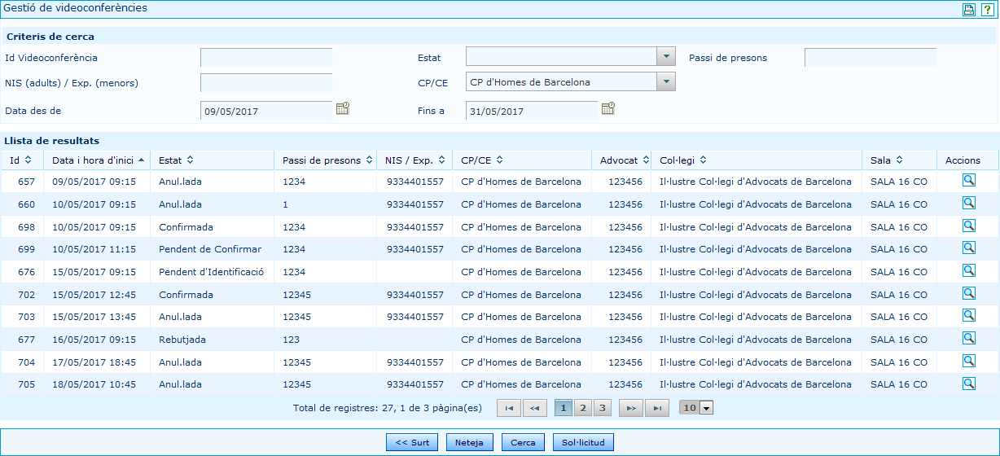 Gestió de videoconferències ?
Criteris de cerca
Id Videoconferència Estat Passi de presons
NIS (adults) / Exp. (menors) CP/CE CP d'Homes de Barcelona
Data des de 09/05/2017 Fins a 31/05/2017
Llista de resultats
Id Data i hora d'inici Estat Passi de presons NIS / Exp. CP/CE Advocat Col·legi Sala Accions
657 09/05/2017 09:15 Anul.lada 1234 9334401557 CP d'Homes de Barcelona 123456 Il·lustre Col·legi d'Advocats de Barcelona SALA 16 CO
660 10/05/2017 09:15 Anul.lada 1 9334401557 CP d'Homes de Barcelona 123456 Il·lustre Col·legi d'Advocats de Barcelona SALA 16 CO
698 10/05/2017 09:15 Confirmada 1234 9334401557 CP d'Homes de Barcelona 123456 Il·lustre Col·legi d'Advocats de Barcelona SALA 16 CO
699 10/05/2017 11:15 Pendent de Confirmar 1234 9334401557 CP d'Homes de Barcelona 123456 Il·lustre Col·legi d'Advocats de Barcelona SALA 16 CO
676 15/05/2017 09:15 Pendent d'Identificació 1234 CP d'Homes de Barcelona 123456 Il·lustre Col·legi d'Advocats de Barcelona SALA 16 CO
702 15/05/2017 12:45 Confirmada 12345 9334401557 CP d'Homes de Barcelona 123456 Il·lustre Col·legi d'Advocats de Barcelona SALA 16 CO
703 15/05/2017 13:45 Anul.lada 12345 9334401557 CP d'Homes de Barcelona 123456 Il·lustre Col·legi d'Advocats de Barcelona SALA 16 CO
677 16/05/2017 09:15 Rebutjada 123 CP d'Homes de Barcelona 123456 Il·lustre Col·legi d'Advocats de Barcelona SALA 16 CO
704 17/05/2017 18:45 Anul.lada 12345 9334401557 CP d'Homes de Barcelona 123456 Il·lustre Col·legi d'Advocats de Barcelona SALA 16 CO
705 18/05/2017 10:45 Anul.lada 12345 9334401557 CP d'Homes de Barcelona 123456 Il·lustre Col·legi d'Advocats de Barcelona SALA 16 CO
Total de registres: 27, 1 de 3 pàgina(es) 1 2 3 10
<< Surt Neteja Cerca Sol·licitud